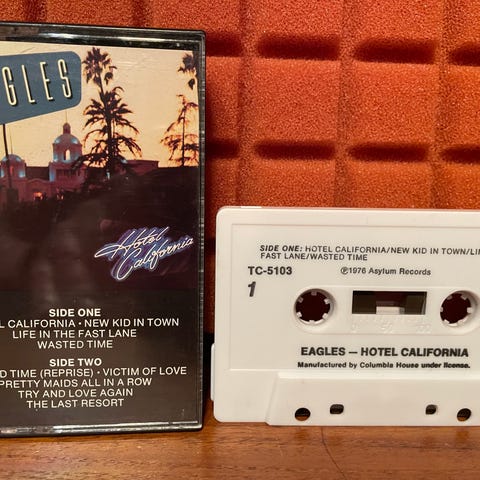 GLES
Hotel
California
SIDE ONE
L CALIFORNIA • NEW KID IN TOWN
LIFE IN THE FAST LANE
WASTED TIME
SIDE TWO
D TIME (REPRISE) • VICTIM OF LOVE
PRETTY MAIDS ALL IN A ROW
TRY AND LOVE AGAIN
THE LAST RESORT
SIDE ONE: HOTEL CALIFORNIA/NEW KID IN TOWN/LI
FAST LANE/WASTED TIME
TC-5103
℗1976 Asylum Records
1
0 50 100
EAGLES — HOTEL CALIFORNIA
Manufactured by Columbia House under license.